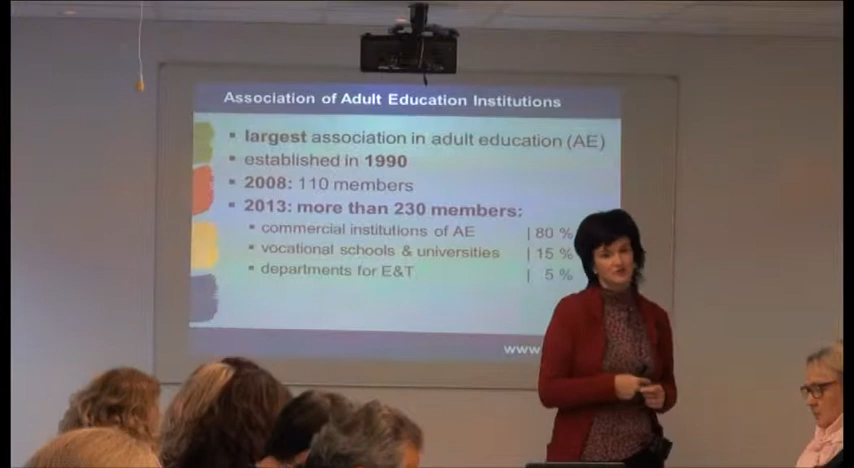 Association of Adult Education Institutions
▪ largest association in adult education (AE)
▪ established in 1990
▪ 2008: 110 members
▪ 2013: more than 230 members:
▪ commercial institutions of AE | 80 %
▪ vocational schools & universities | 15 %
▪ departments for E&T | 5 %
www